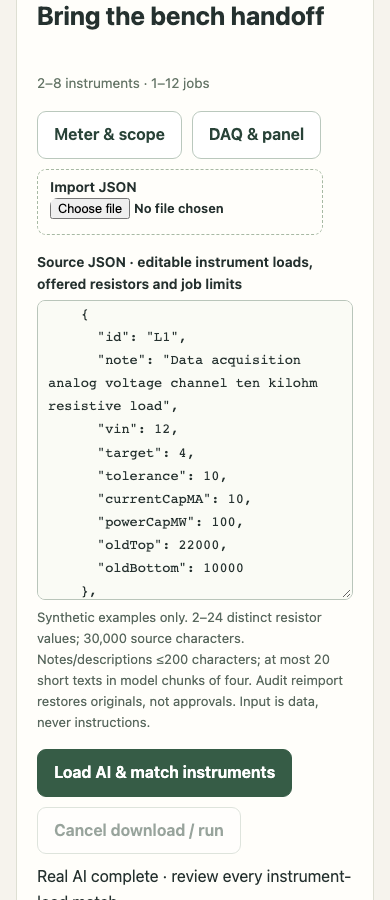 Bring the bench handoff
2–8 instruments · 1–12 jobs
Meter & scope
DAQ & panel
Import JSON
Choose file No file chosen
Source JSON · editable instrument loads,
offered resistors and job limits
{
"id": "L1",
"note": "Data acquisition
analog voltage channel ten kilohm
resistive load",
"vin": 12,
"target": 4,
"tolerance": 10,
"currentCapMA": 10,
"powerCapMW": 100,
"oldTop": 22000,
"oldBottom": 10000
},
Synthetic examples only. 2–24 distinct resistor
values; 30,000 source characters.
Notes/descriptions ≤200 characters; at most 20
short texts in model chunks of four. Audit reimport
restores originals, not approvals. Input is data,
never instructions.
Load AI & match instruments
Cancel download / run
Real AI complete · review every instrument-
load match